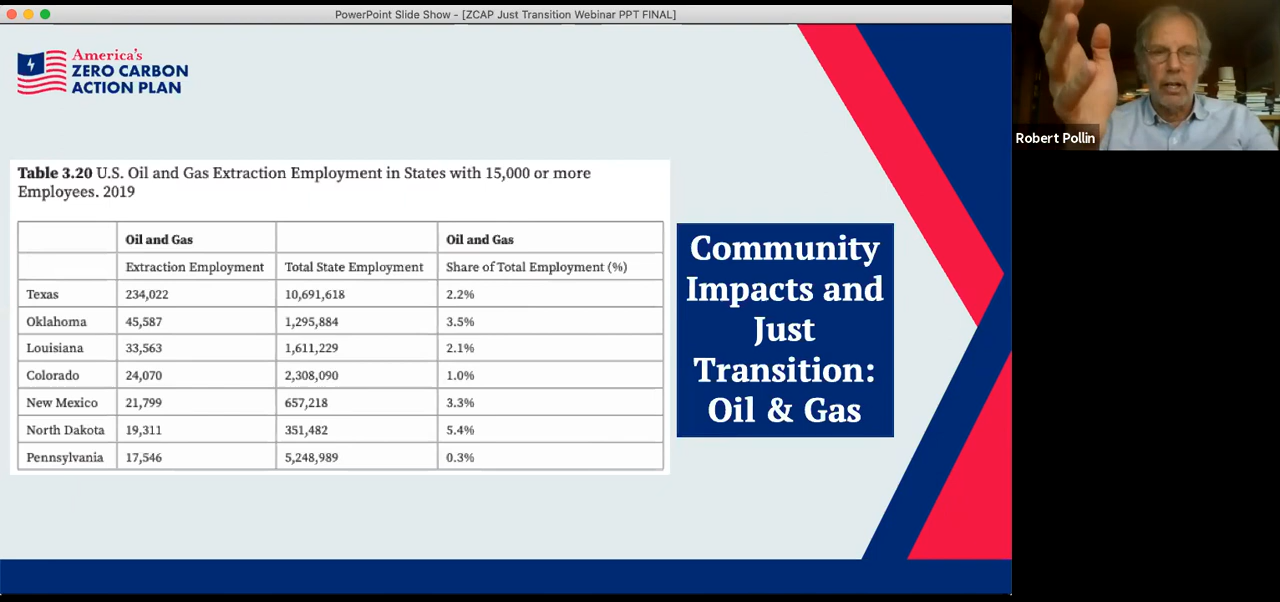 PowerPoint Slide Show - [ZCAP Just Transition Webinar PPT FINAL]
America's
ZERO CARBON
ACTION PLAN
Robert Pollin
Table 3.20 U.S. Oil and Gas Extraction Employment in States with 15,000 or more
Employees. 2019
Oil and Gas Oil and Gas
Extraction Employment Total State Employment Share of Total Employment (%)
Texas 234,022 10,691,618 2.2%
Oklahoma 45,587 1,295,884 3.5%
Louisiana 33,563 1,611,229 2.1%
Colorado 24,070 2,308,090 1.0%
New Mexico 21,799 657,218 3.3%
North Dakota 19,311 351,482 5.4%
Pennsylvania 17,546 5,248,989 0.3%
Community
Impacts and
Just
Transition:
Oil & Gas